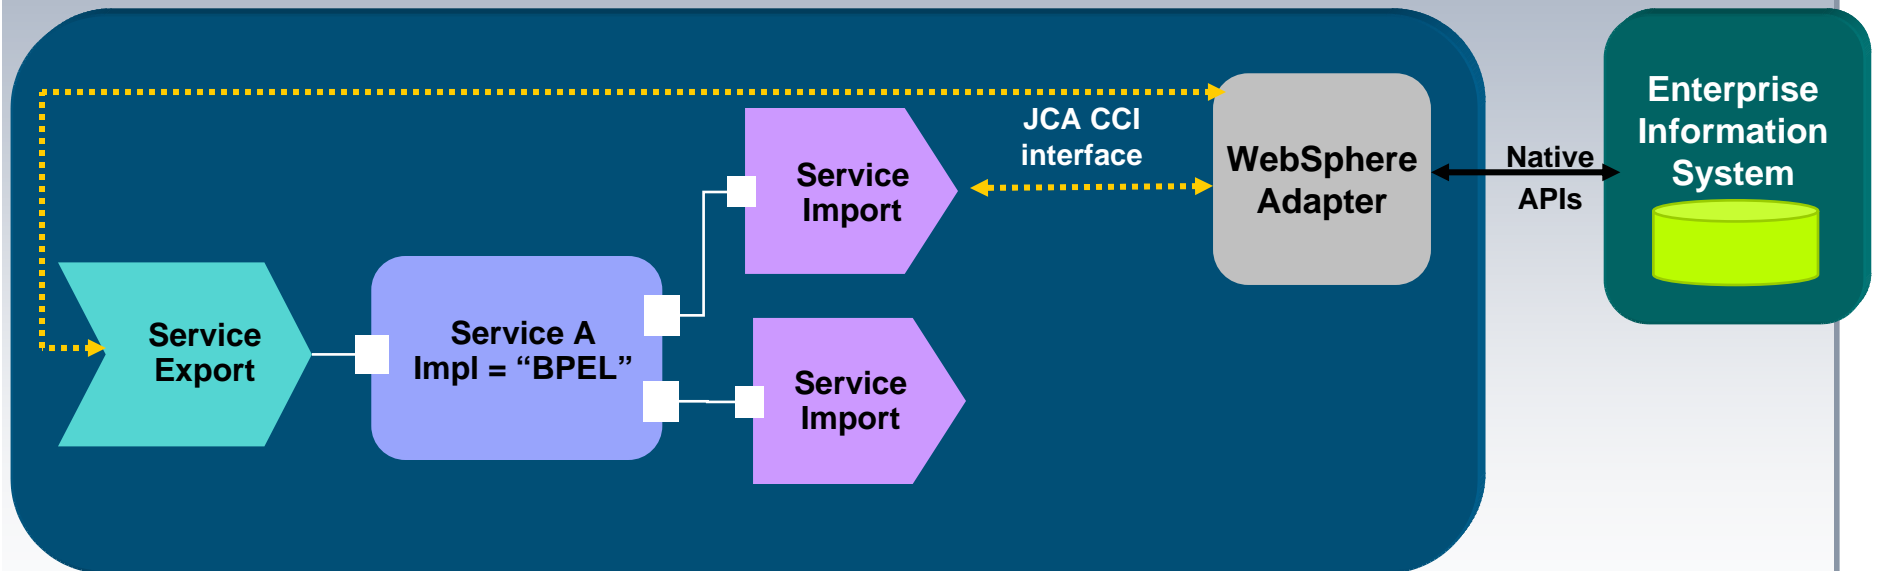 Enterprise
Information
System
JCA CCI
interface
WebSphere
Adapter
Native
APIs
Service
Import
Service
Export
Service A
Impl = “BPEL”
Service
Import